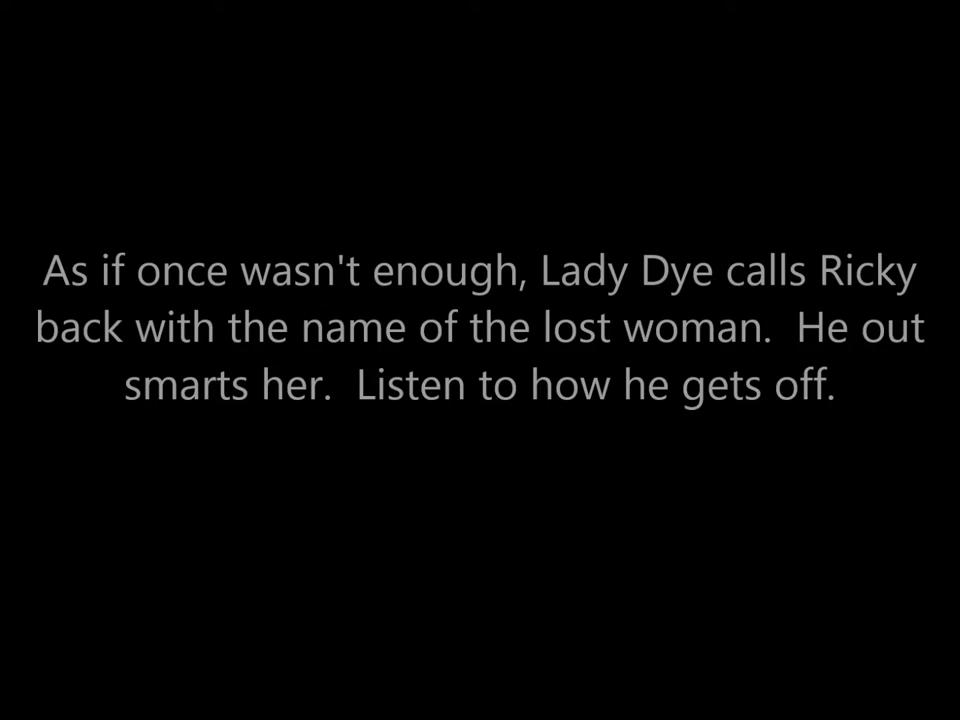 As if once wasn't enough, Lady Dye calls Ricky
back with the name of the lost woman.  He out
smarts her.  Listen to how he gets off.